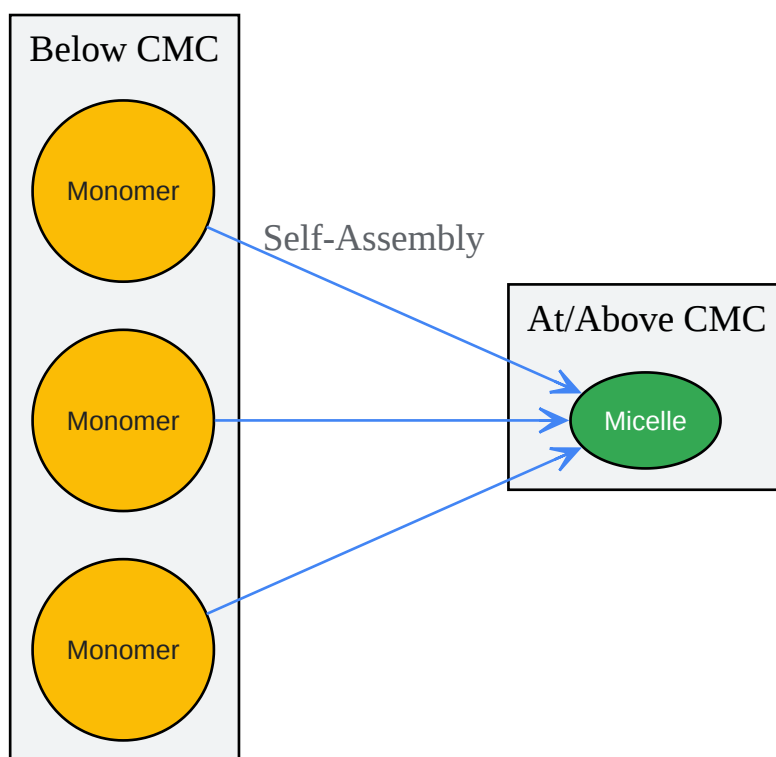 Below CMC
Monomer
Self-Assembly
At/Above CMC
Monomer
Micelle
Monomer